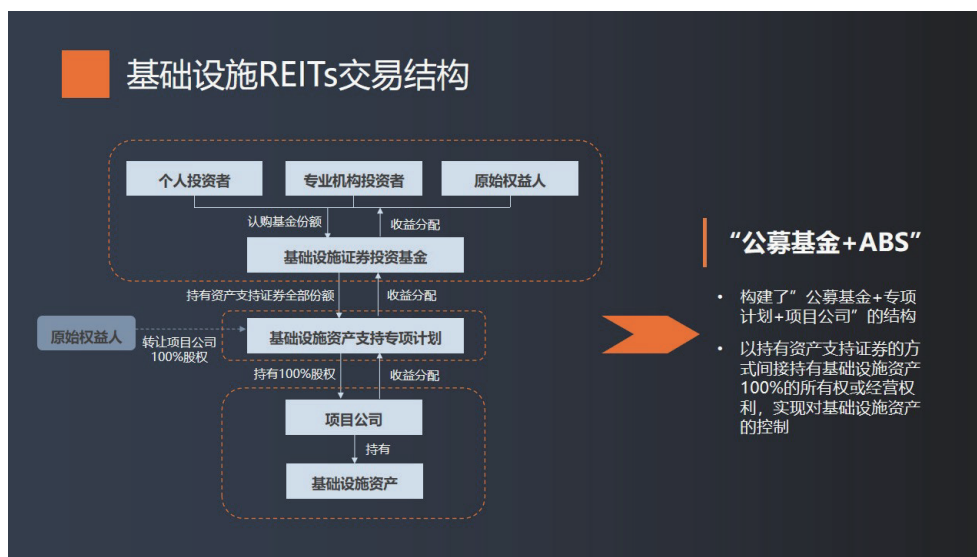 基础设施REITs交易结构
个人投资者
专业机构投资者
原始权益人
认购基金份额
收益分配
基础设施证券投资基金
持有资产支持证券全部份额
收益分配
原始权益人
转让项目公司
100%股权
基础设施资产支持专项计划
持有100%股权
收益分配
项目公司
持有
基础设施资产
“公募基金+ABS”
• 构建了”公募基金+专项
计划+项目公司”的结构
• 以持有资产支持证券的方
式间接持有基础设施资产
100%的所有权或经营权
利，实现对基础设施资产
的控制